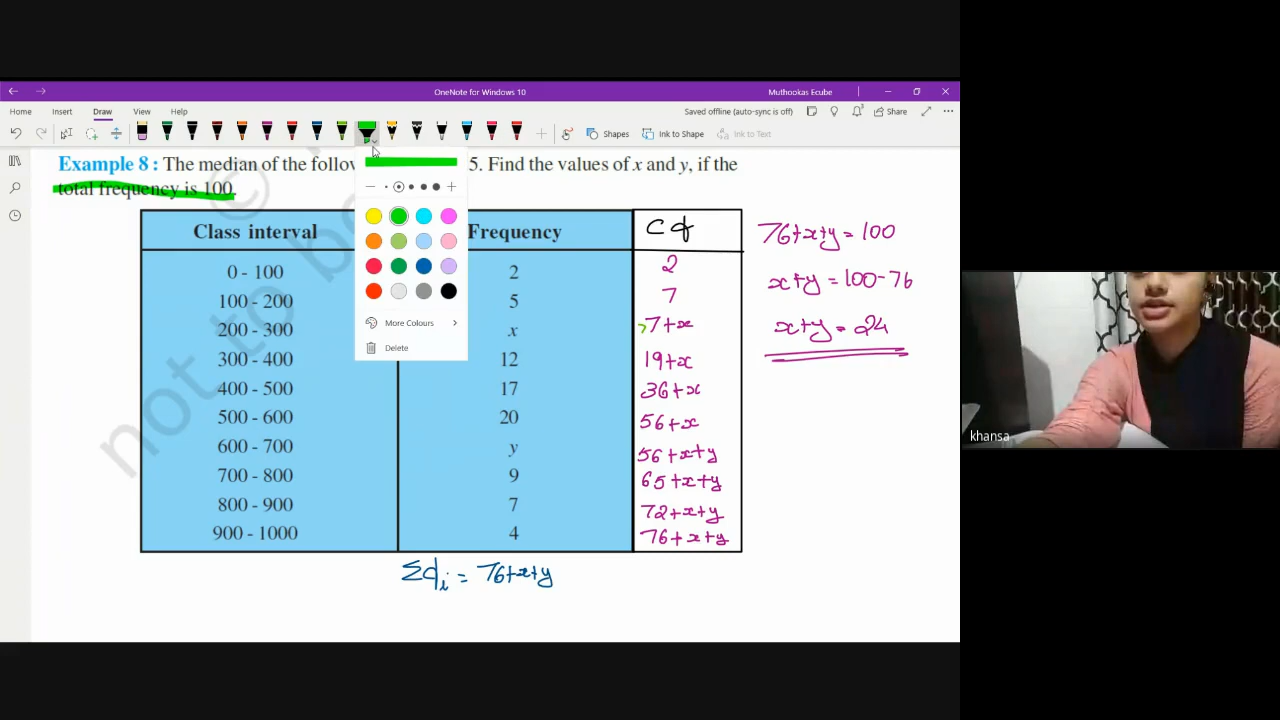 OneNote for Windows 10
Muthookas Ecube
Home Insert Draw View Help
Saved offline (auto-sync is off)
Share
Shapes
Ink to Shape
Ink to Text
Example 8 : The median of the follow 5. Find the values of x and y, if the
total frequency is 100.
Class interval Frequency cf
0 - 100 2 2
100 - 200 5 7
200 - 300 x 7+x
300 - 400 12 19+x
400 - 500 17 36+x
500 - 600 20 56+x
600 - 700 y 56+x+y
700 - 800 9 65+x+y
800 - 900 7 72+x+y
900 - 1000 4 76+x+y
Σfi = 76+x+y
76+x+y = 100
x+y = 100-76
x+y = 24
More Colours
Delete
not to be
©
khansa